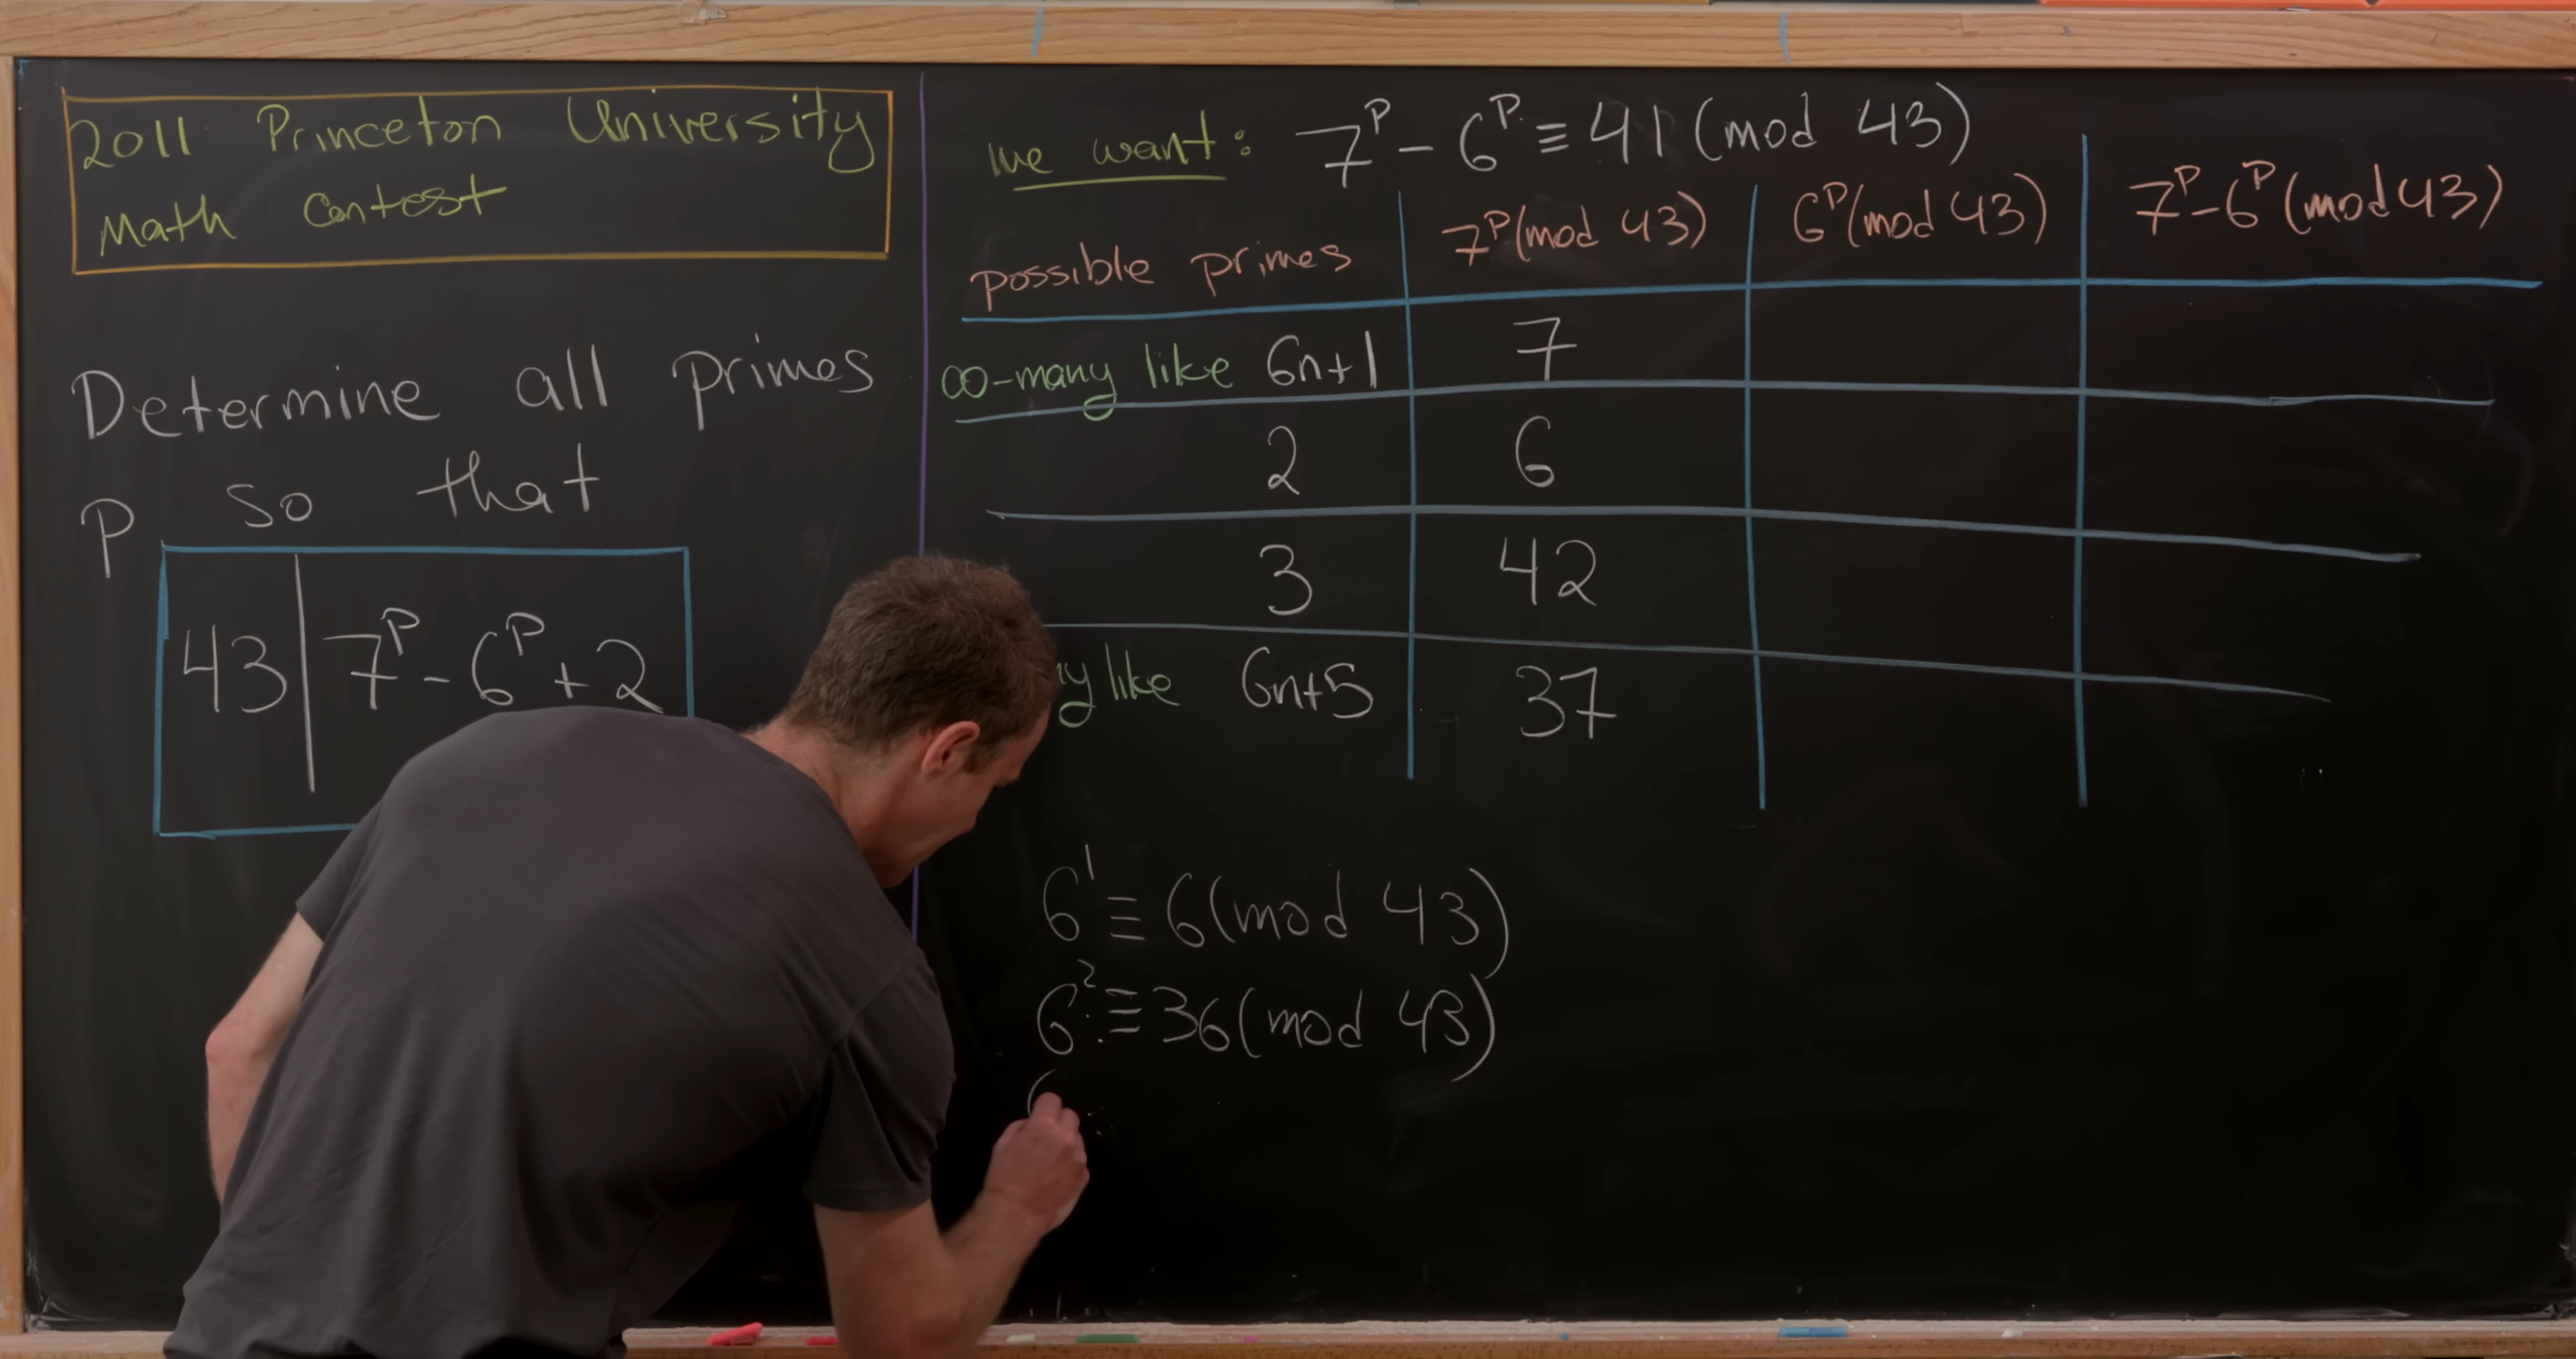 2011 Princeton University
Math Contest
Determine all primes
P so that
43 | 7^P - 6^P + 2
we want: 7^P - 6^P ≡ 41 (mod 43)
possible primes 7^P (mod 43) 6^P (mod 43) 7^P - 6^P (mod 43)
∞-many like 6n+1 7
2 6
3 42
like 6n+5 37
6^1 ≡ 6 (mod 43)
6^2 ≡ 36 (mod 43)